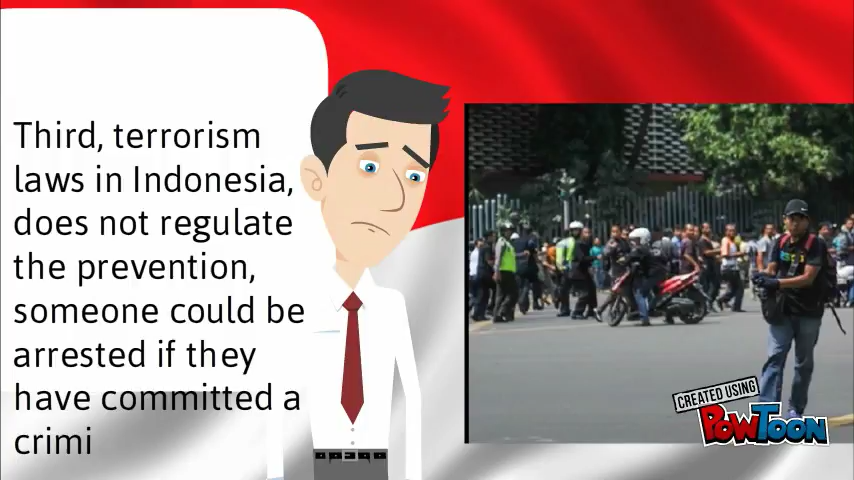 Third, terrorism
laws in Indonesia,
does not regulate
the prevention,
someone could be
arrested if they
have committed a
crimi
CREATED USING
POWTOON